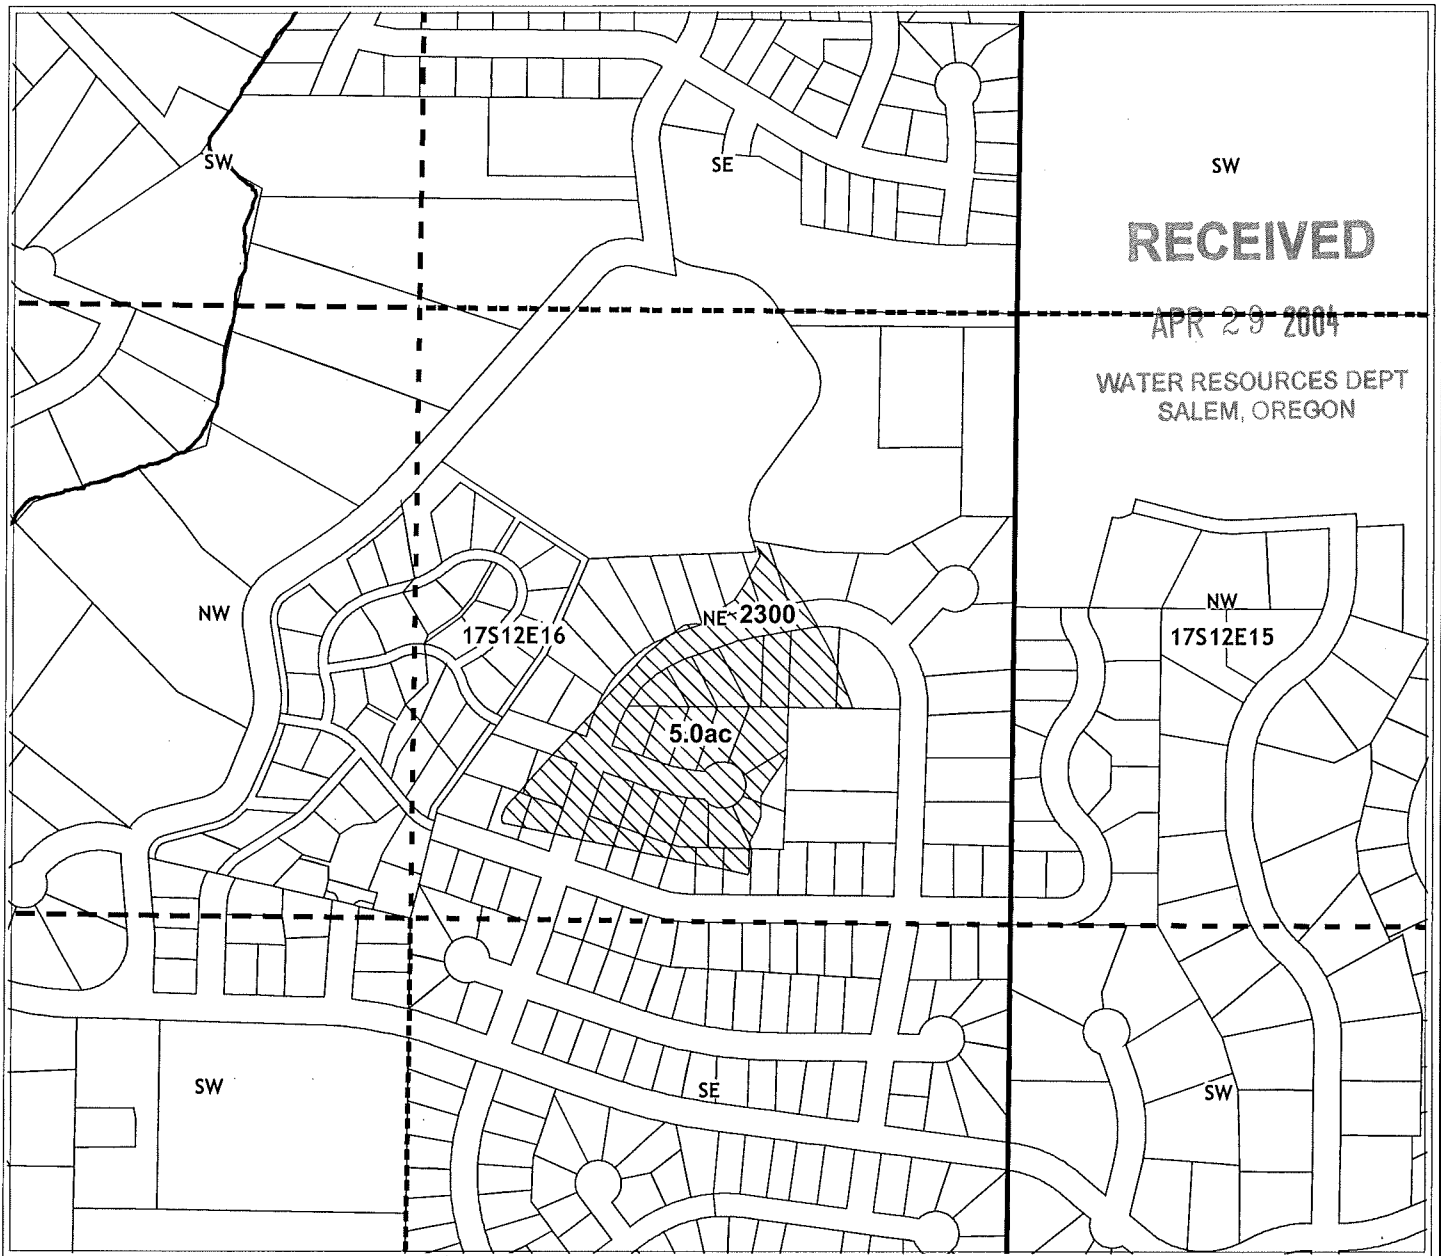 SW
SE
SW
RECEIVED
APR 29 2004
WATER RESOURCES DEPT
SALEM, OREGON
NW
17S12E16
NE 2300
5.0ac
NW
17S12E15
SW
SE
SW